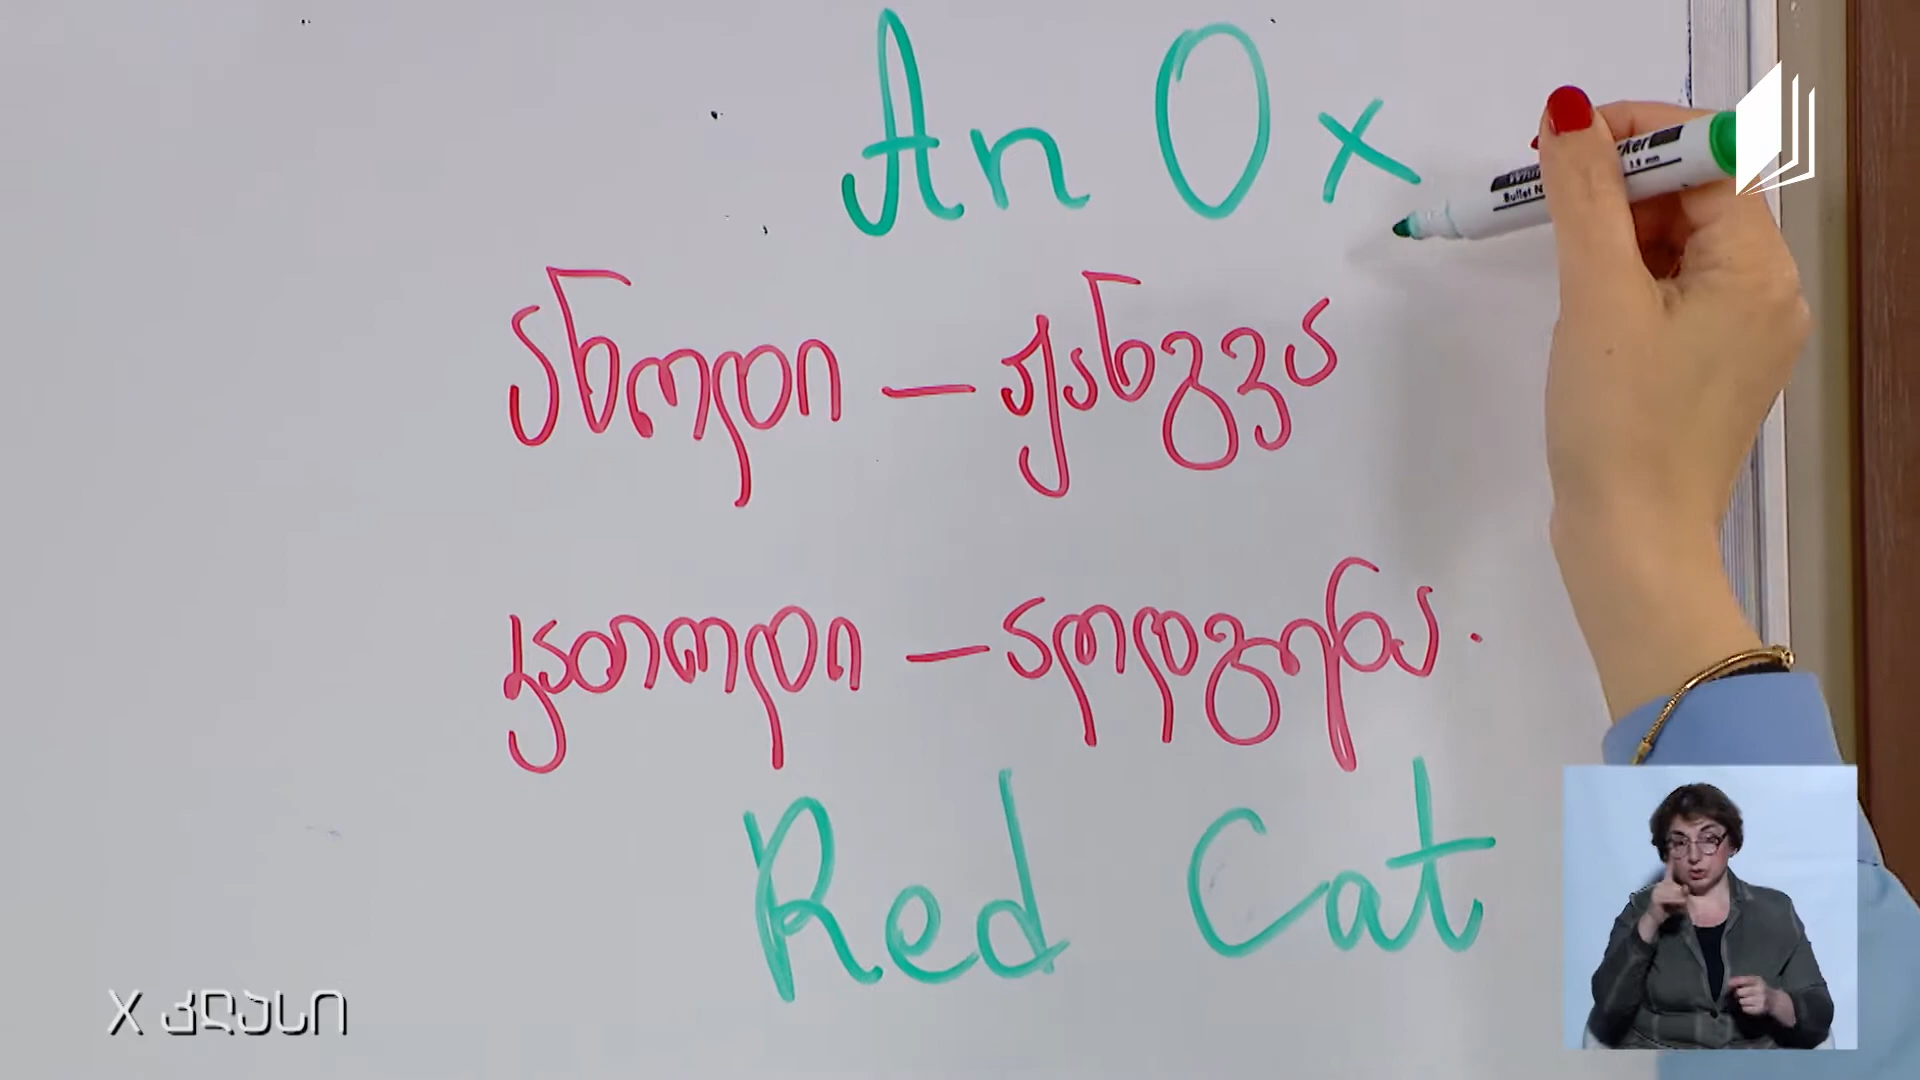 An Ox
ანოდი – ჟანგვა
კათოდი – აღდგენა.
Red Cat
X კლასი